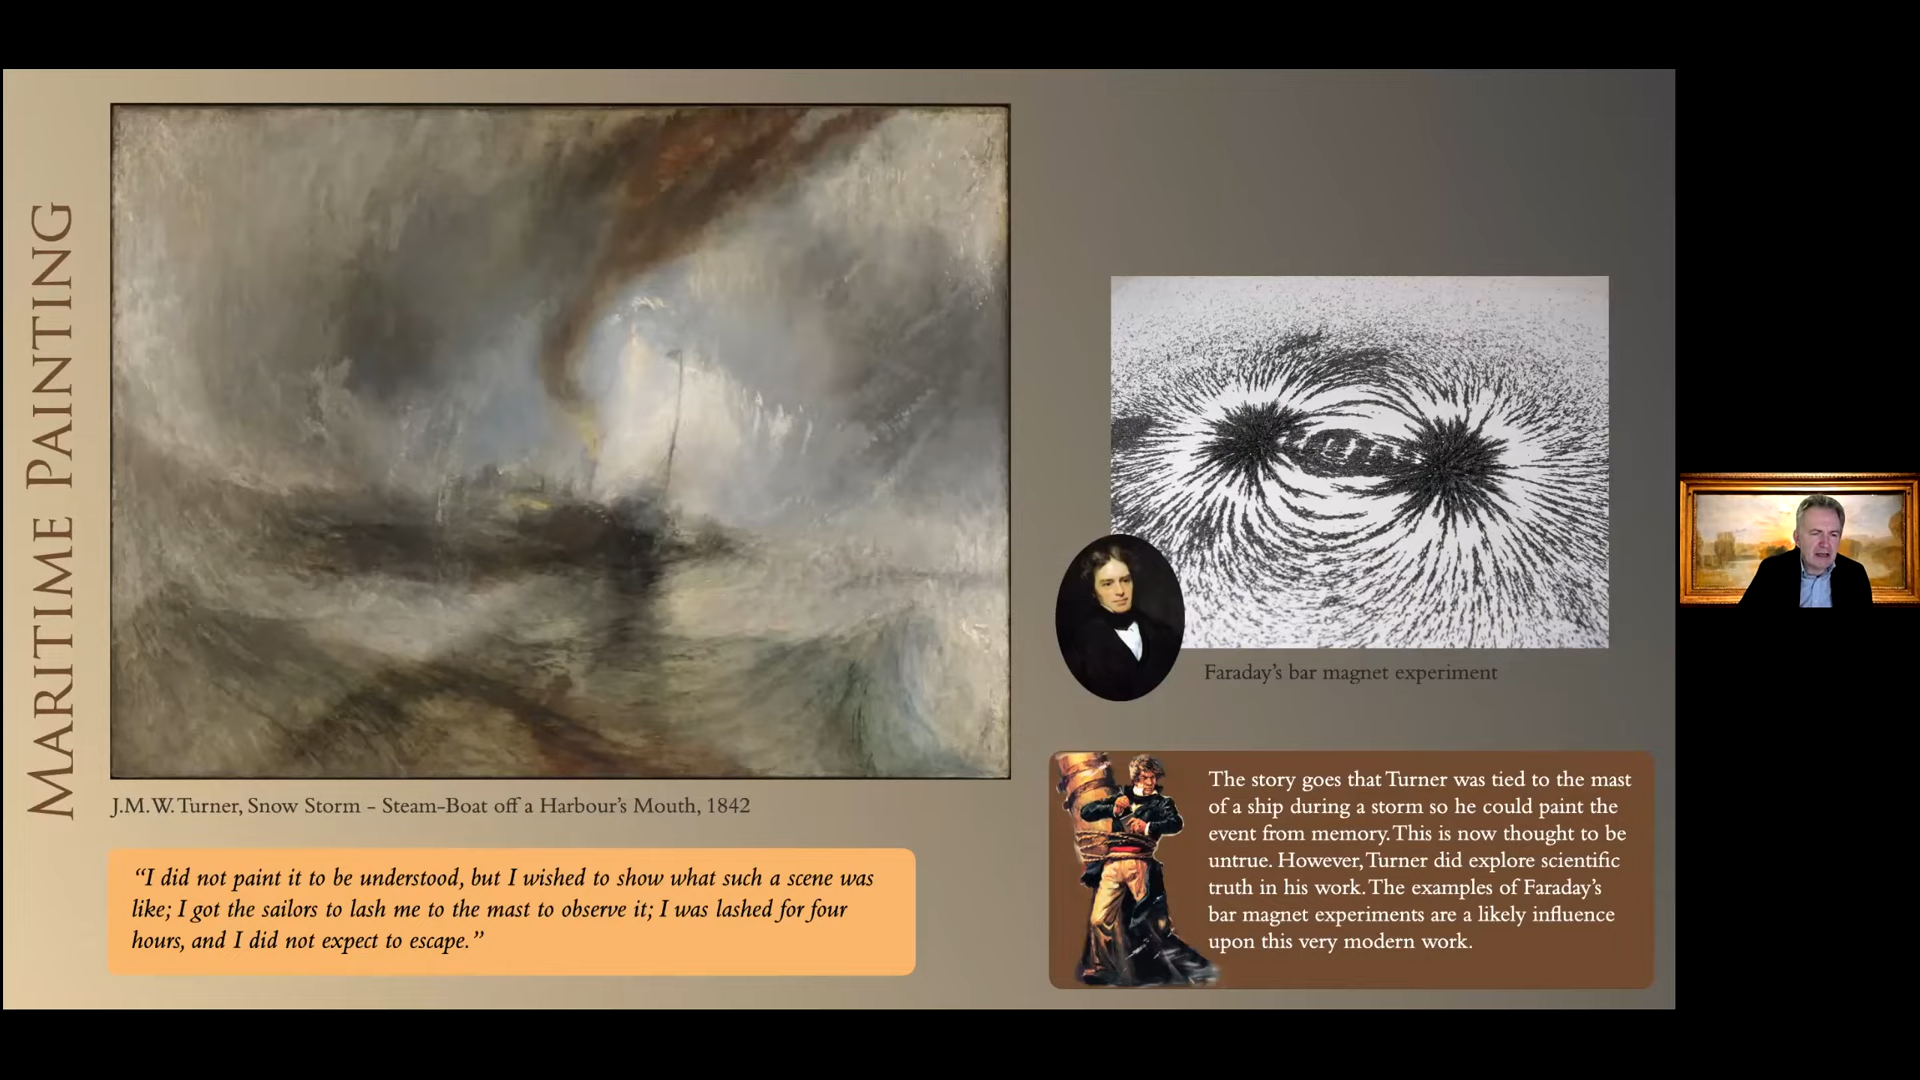 MARITIME PAINTING
J.M.W. Turner, Snow Storm - Steam-Boat off a Harbour's Mouth, 1842
“I did not paint it to be understood, but I wished to show what such a scene was
like; I got the sailors to lash me to the mast to observe it; I was lashed for four
hours, and I did not expect to escape.”
Faraday's bar magnet experiment
The story goes that Turner was tied to the mast
of a ship during a storm so he could paint the
event from memory. This is now thought to be
untrue. However, Turner did explore scientific
truth in his work. The examples of Faraday's
bar magnet experiments are a likely influence
upon this very modern work.